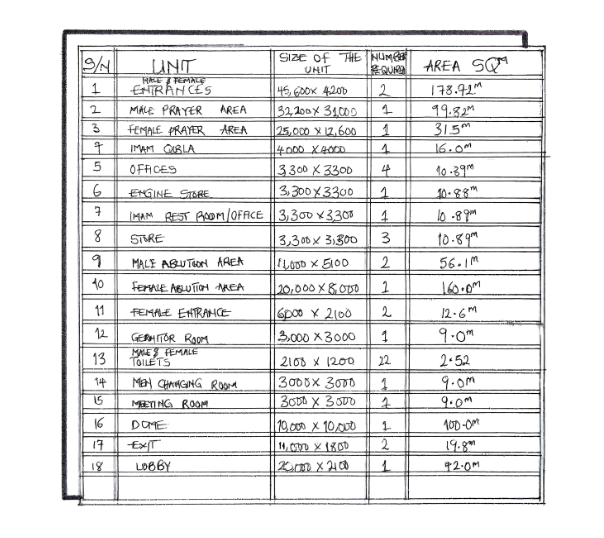 S/N UNIT SIZE OF THE UNIT NUMBER REQUIRD AREA SQM
1 MALE & FEMALE ENTRANCES 45,600 x 4200 2 178.92m
2 MALE PRAYER AREA 32,200 x 31,000 1 99.82m
3 FEMALE PRAYER AREA 25,000 x 12,600 1 31.5m
4 IMAM QIBLA 4000 x 4000 1 16.0m
5 OFFICES 3,300 x 3300 4 10.89m
6 ENGINE STORE 3,300 x 3300 1 10.88m
7 IMAM REST ROOM/OFFICE 3,300 x 3300 1 10.89m
8 STORE 3,300 x 3,300 3 10.89m
9 MALE ABLUTION AREA 11,000 x 5100 2 56.1m
10 FEMALE ABLUTION AREA 20,000 x 8,000 1 160.0m
11 FEMALE ENTRANCE 6000 x 2100 2 12.6m
12 ROOM 3,000 x 3000 1 9.0m
13 MALE & FEMALE TOILETS 2100 x 1200 22 2.52
14 MEN CHANGING ROOM 3000 x 3000 1 9.0m
15 MEETING ROOM 3000 x 3000 1 9.0m
16 DOME 10,000 x 10,000 1 100.0m
17 EXIT 11,000 x 1800 2 19.8m
18 LOBBY x 2100 1 92.0m